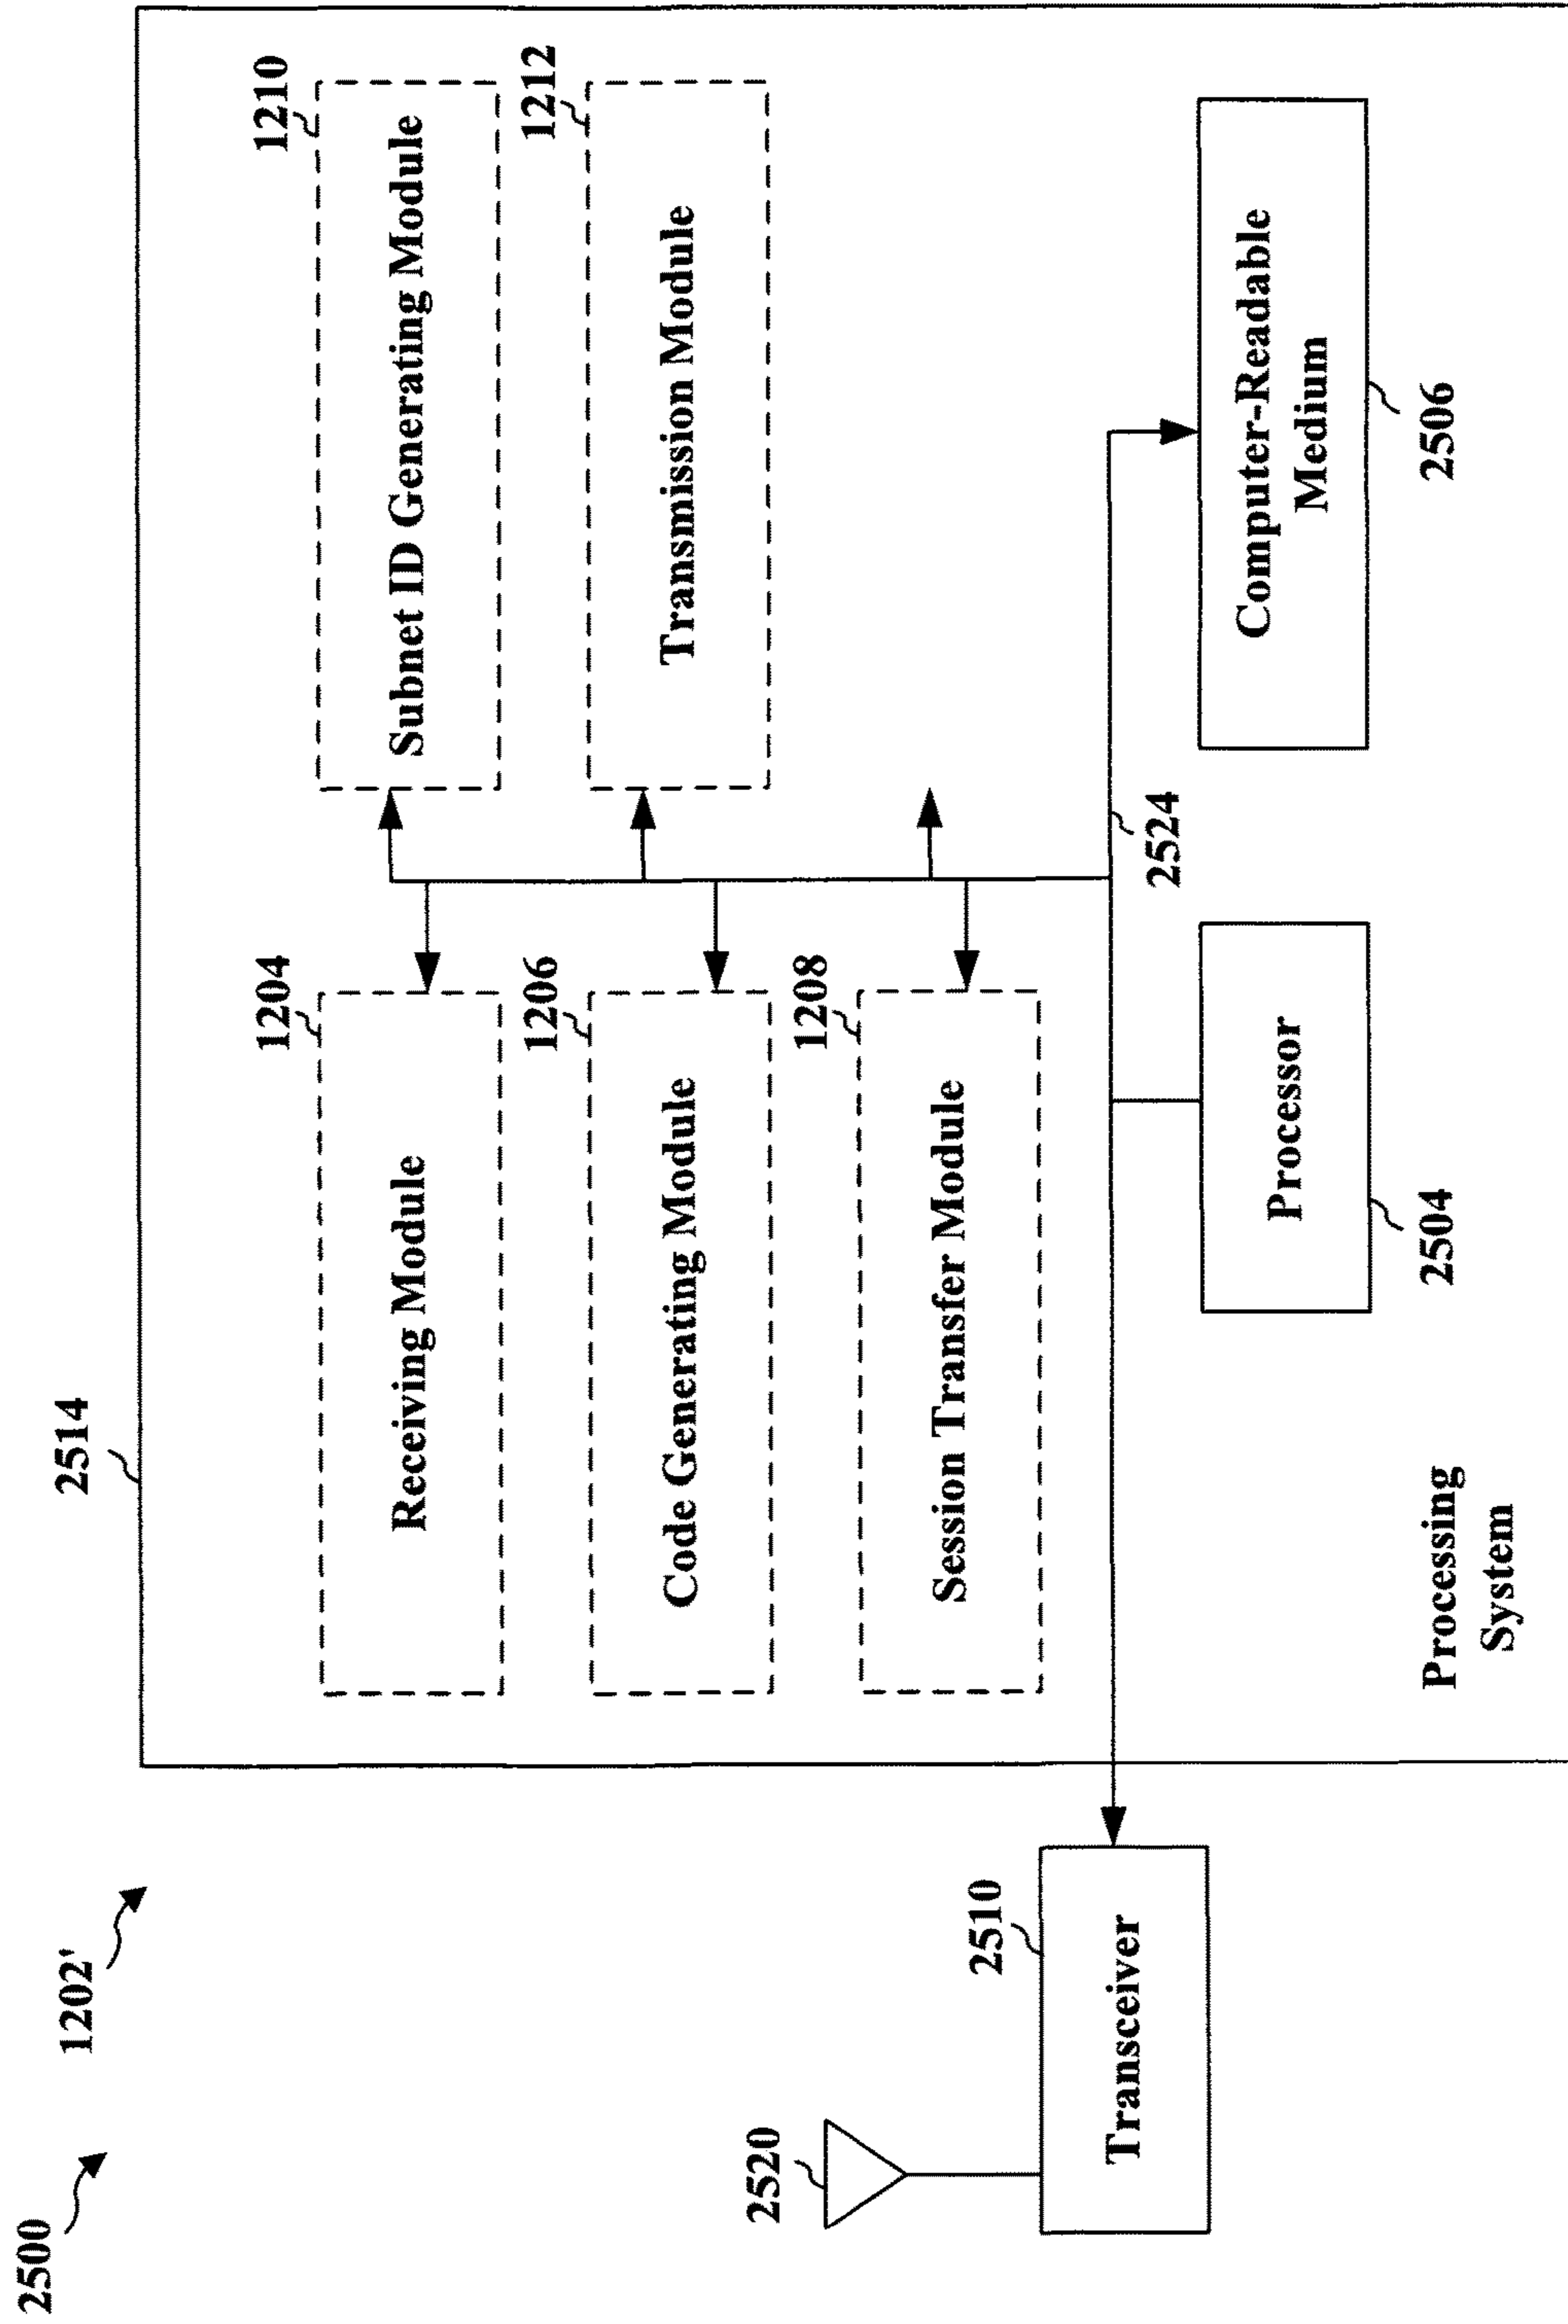 2500
1202'
2514
1204
Receiving Module
1210
Subnet ID Generating Module
1206
Code Generating Module
1212
Transmission Module
1208
Session Transfer Module
2524
2520
2510
Transceiver
Processor
2504
Computer-Readable
Medium
2506
Processing
System